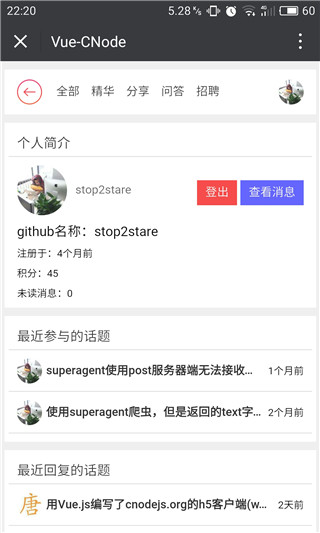 22:20 5.28 K/s 60
Vue-CNode
全部 精华 分享 问答 招聘
个人简介
stop2stare 登出 查看消息
github名称：stop2stare
注册于：4个月前
积分：45
未读消息：0
最近参与的话题
superagent使用post服务器端无法接收... 1个月前
使用superagent爬虫，但是返回的text字... 2个月前
最近回复的话题
唐 用Vue.js编写了cnodejs.org的h5客户端(w... 2天前